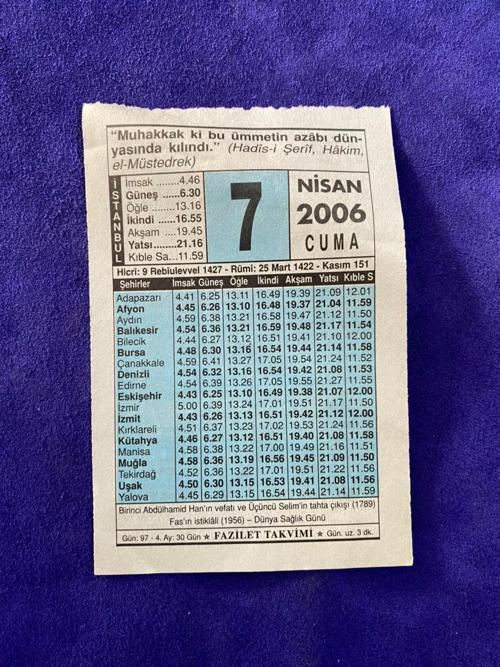 "Muhakkak ki bu ümmetin azâbı dün-
yasında kılındı." (Hadîs-i Şerîf, Hâkim,
el-Müstedrek)
İSTANBUL
İmsak .......4.46
Güneş ......6.30
Öğle .......13.16
İkindi .....16.55
Akşam ....19.45
Yatsı.......21.16
Kıble Sa...11.59
7
NİSAN
2006
CUMA
Hicrî: 9 Rebîulevvel 1427 - Rûmî: 25 Mart 1422 - Kasım 151
Şehirler İmsak Güneş Öğle İkindi Akşam Yatsı Kıble S
Adapazarı 4.41 6.25 13.11 16.49 19.39 21.09 12.01
Afyon 4.45 6.26 13.10 16.48 19.37 21.04 11.59
Aydın 4.59 6.38 13.21 16.58 19.47 21.12 11.50
Balıkesir 4.54 6.36 13.21 16.59 19.48 21.17 11.54
Bilecik 4.44 6.27 13.12 16.51 19.41 21.10 12.00
Bursa 4.48 6.30 13.16 16.54 19.44 21.14 11.58
Çanakkale 4.59 6.41 13.27 17.05 19.54 21.24 11.52
Denizli 4.54 6.32 13.16 16.54 19.42 21.08 11.53
Edirne 4.54 6.39 13.26 17.05 19.55 21.27 11.55
Eskişehir 4.43 6.25 13.10 16.49 19.38 21.07 12.00
İzmir 5.00 6.39 13.24 17.01 19.51 21.17 11.50
İzmit 4.43 6.26 13.13 16.51 19.42 21.12 12.00
Kırklareli 4.51 6.37 13.23 17.02 19.53 21.24 11.56
Kütahya 4.46 6.27 13.12 16.51 19.40 21.08 11.58
Manisa 4.58 6.38 13.22 17.00 19.49 21.16 11.51
Muğla 4.58 6.36 13.19 16.56 19.45 21.09 11.50
Tekirdağ 4.52 6.36 13.22 17.01 19.51 21.22 11.56
Uşak 4.50 6.30 13.15 16.53 19.41 21.08 11.56
Yalova 4.45 6.29 13.15 16.54 19.44 21.14 11.59
Birinci Abdülhamid Han'ın vefatı ve Üçüncü Selim'in tahta çıkışı (1789)
Fas'ın istiklâli (1956) – Dünya Sağlık Günü
Gün: 97 - 4. Ay: 30 Gün ★ FAZİLET TAKVİMİ ★ Gün. uz. 3 dk.